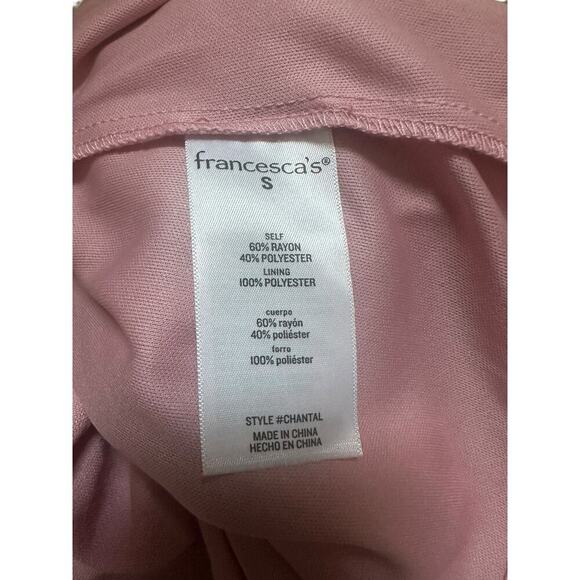 francesca's®
S
SELF
60% RAYON
40% POLYESTER
LINING
100% POLYESTER
cuerpo
60% rayón
40% poliéster
forro
100% poliéster
STYLE #CHANTAL
MADE IN CHINA
HECHO EN CHINA